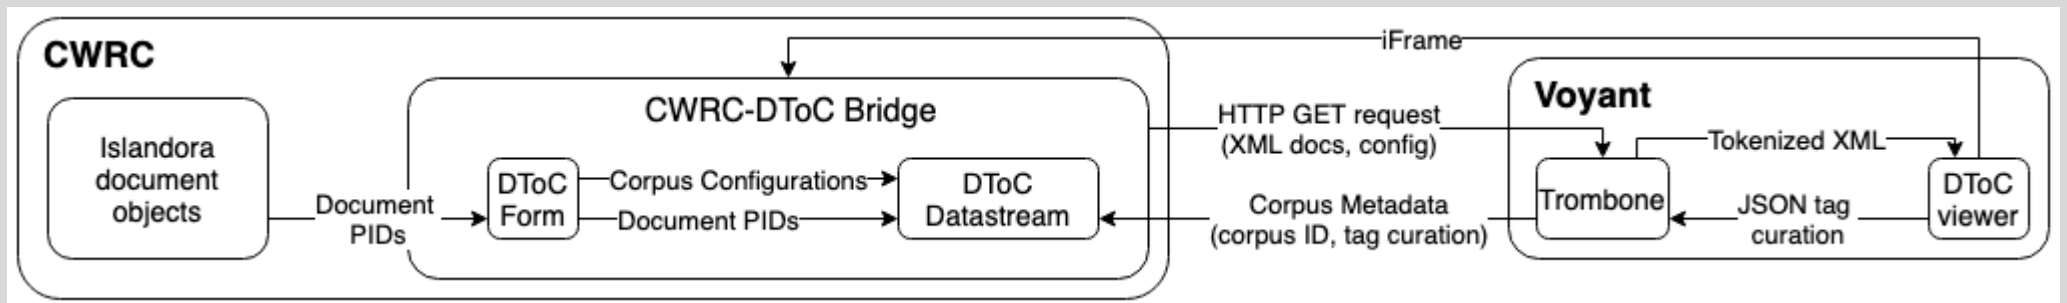 CWRC
Islandora
document
objects
Document
PIDs
CWRC-DToC Bridge
DToC
Form
Corpus Configurations
Document PIDs
DToC
Datastream
iFrame
HTTP GET request
(XML docs, config)
Corpus Metadata
(corpus ID, tag curation)
Voyant
Trombone
Tokenized XML
JSON tag
curation
DToC
viewer